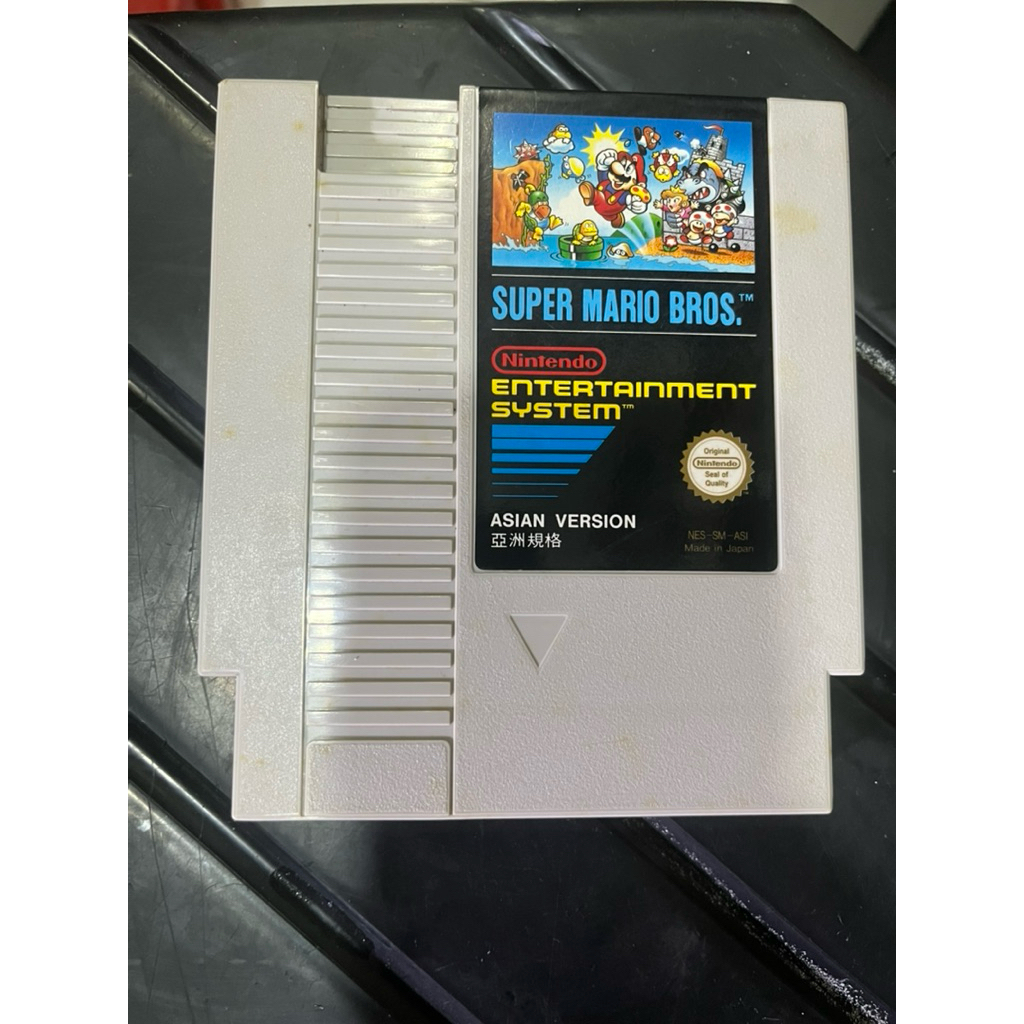 SUPER MARIO BROS.™
Nintendo
ENTERTAINMENT
SYSTEM™
Original
Nintendo
Seal of
Quality
ASIAN VERSION
亞洲規格
NES-SM-ASI
Made in Japan